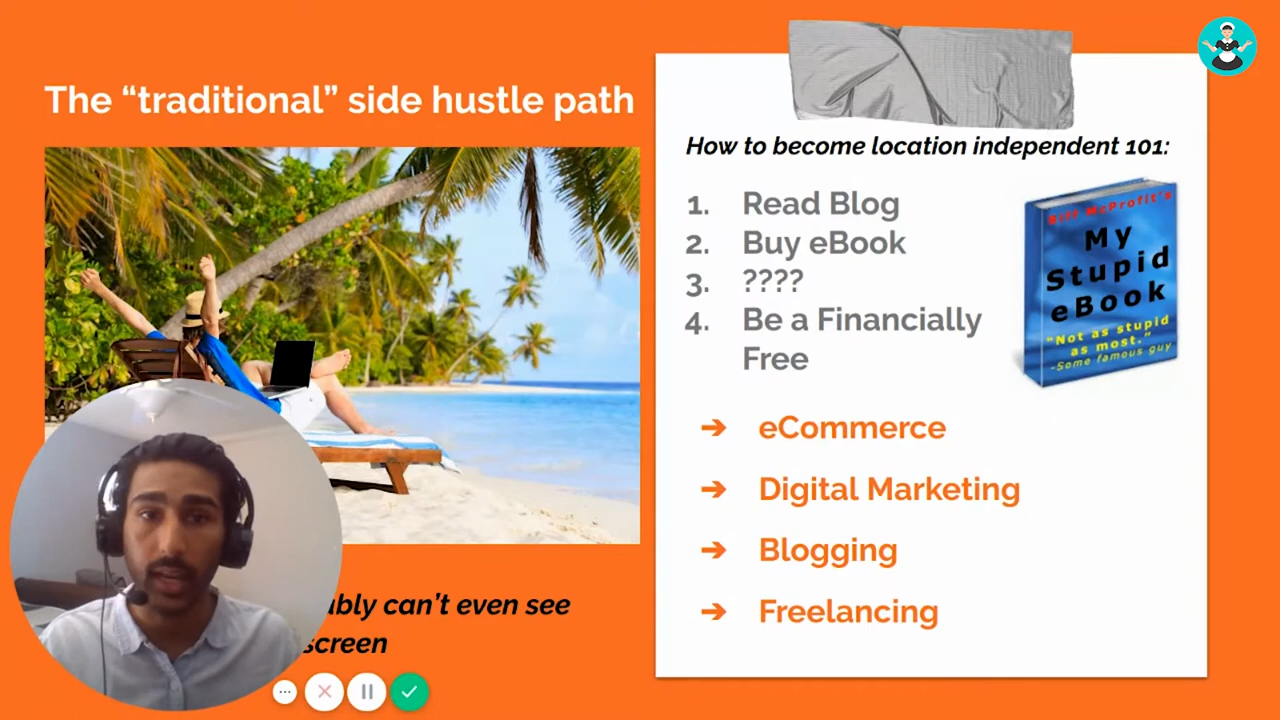 The “traditional” side hustle path
How to become location independent 101:
1. Read Blog
2. Buy eBook
3. ????
4. Be a Financially
Free
Biff McProfit's
My
Stupid
eBook
“Not as stupid
as most.”
-Some famous guy
➔ eCommerce
➔ Digital Marketing
➔ Blogging
➔ Freelancing
can’t even see
screen